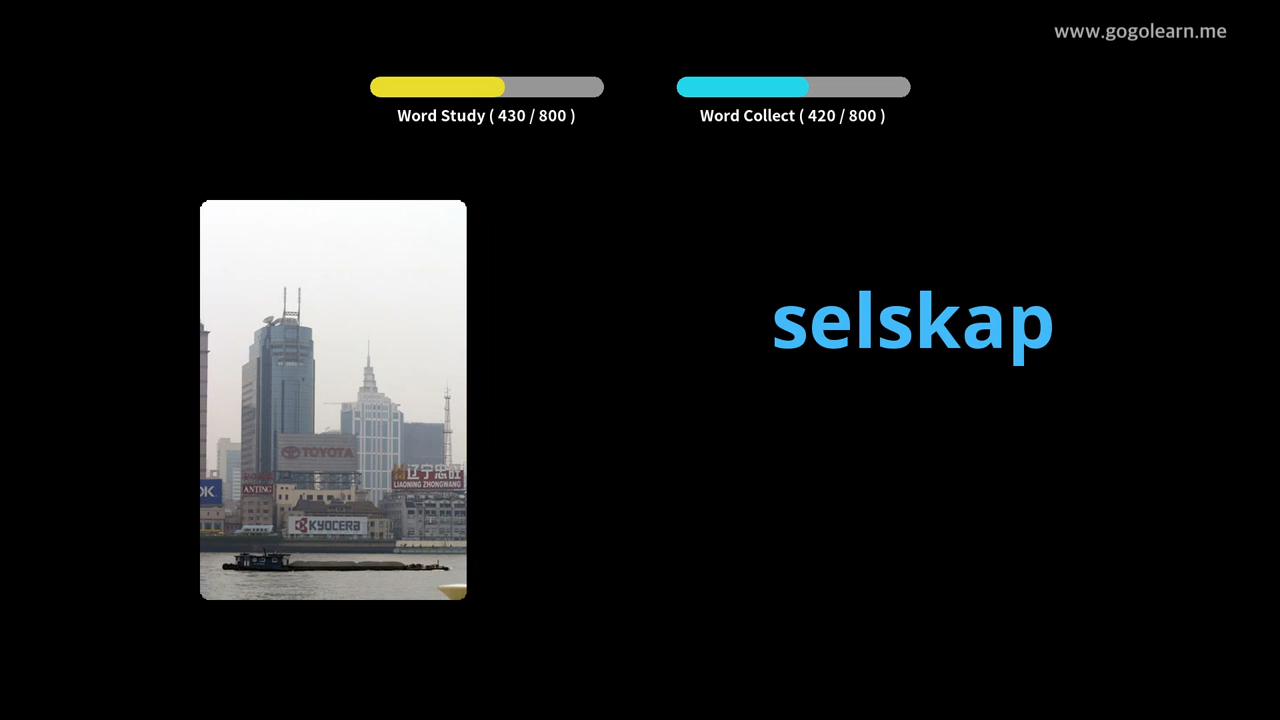 www.gogolearn.me
Word Study ( 430 / 800 )
Word Collect ( 420 / 800 )
selskap
TOYOTA
辽宁忠旺
LIAONING ZHONGWANG
OK
ANTING
KYOCERA